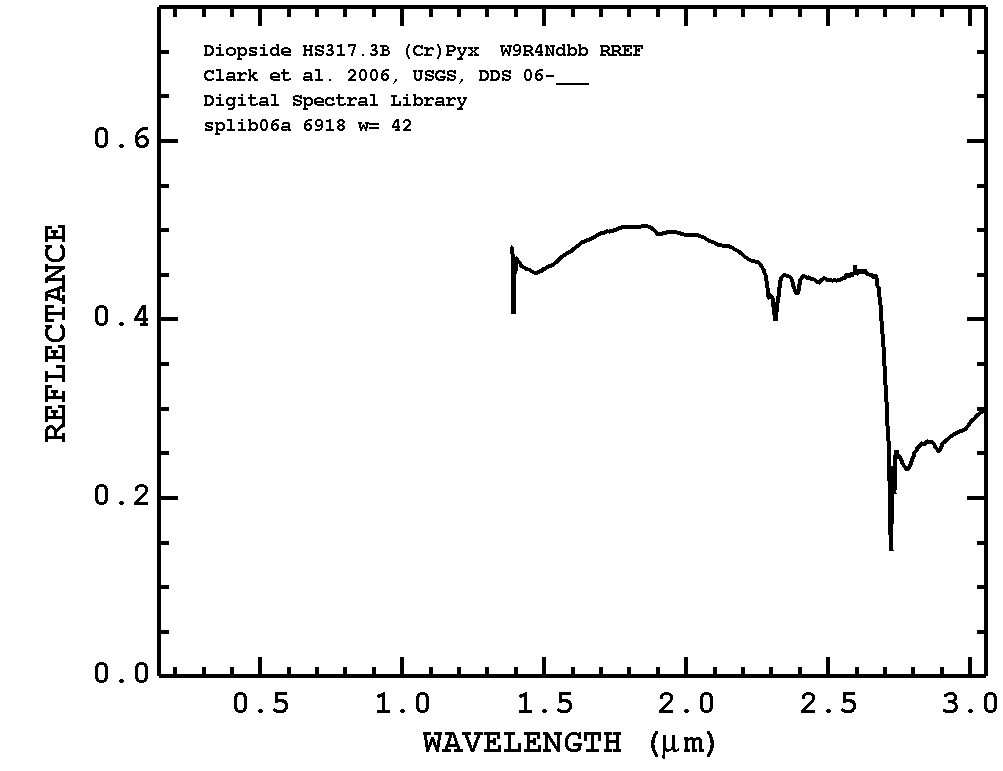 Diopside HS317.3B (Cr)Pyx W9R4Ndbb RREF
Clark et al. 2006, USGS, DDS 06-___
Digital Spectral Library
splib06a 6918 w= 42
0.6
0.4
0.2
0.0
REFLECTANCE
0.5 1.0 1.5 2.0 2.5 3.0
WAVELENGTH (μm)